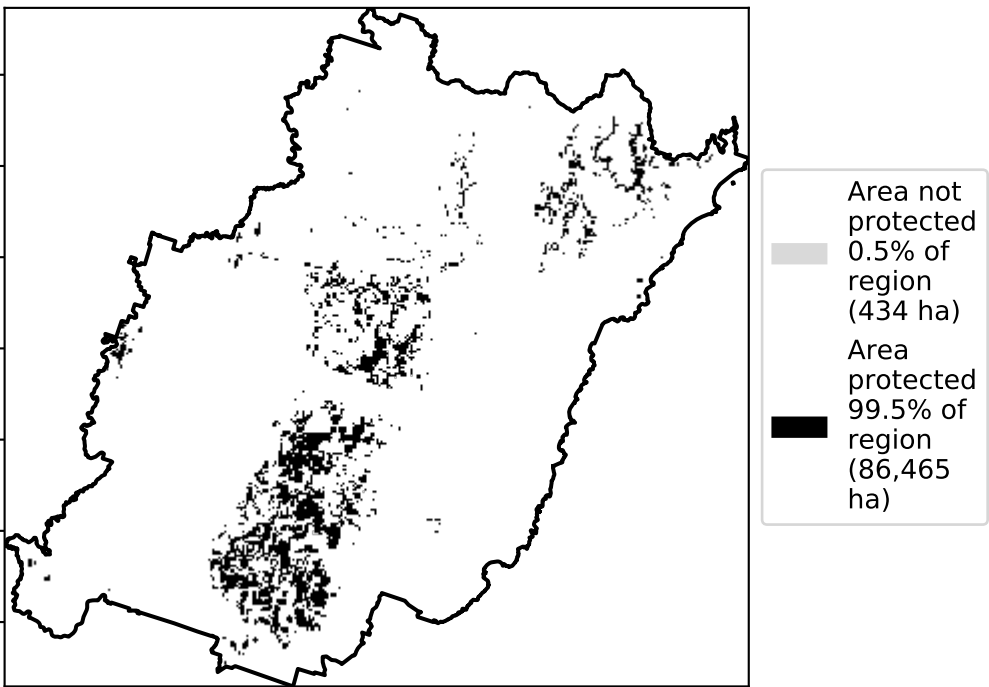 Area not
protected
0.5% of
region
(434 ha)
Area
protected
99.5% of
region
(86,465
ha)